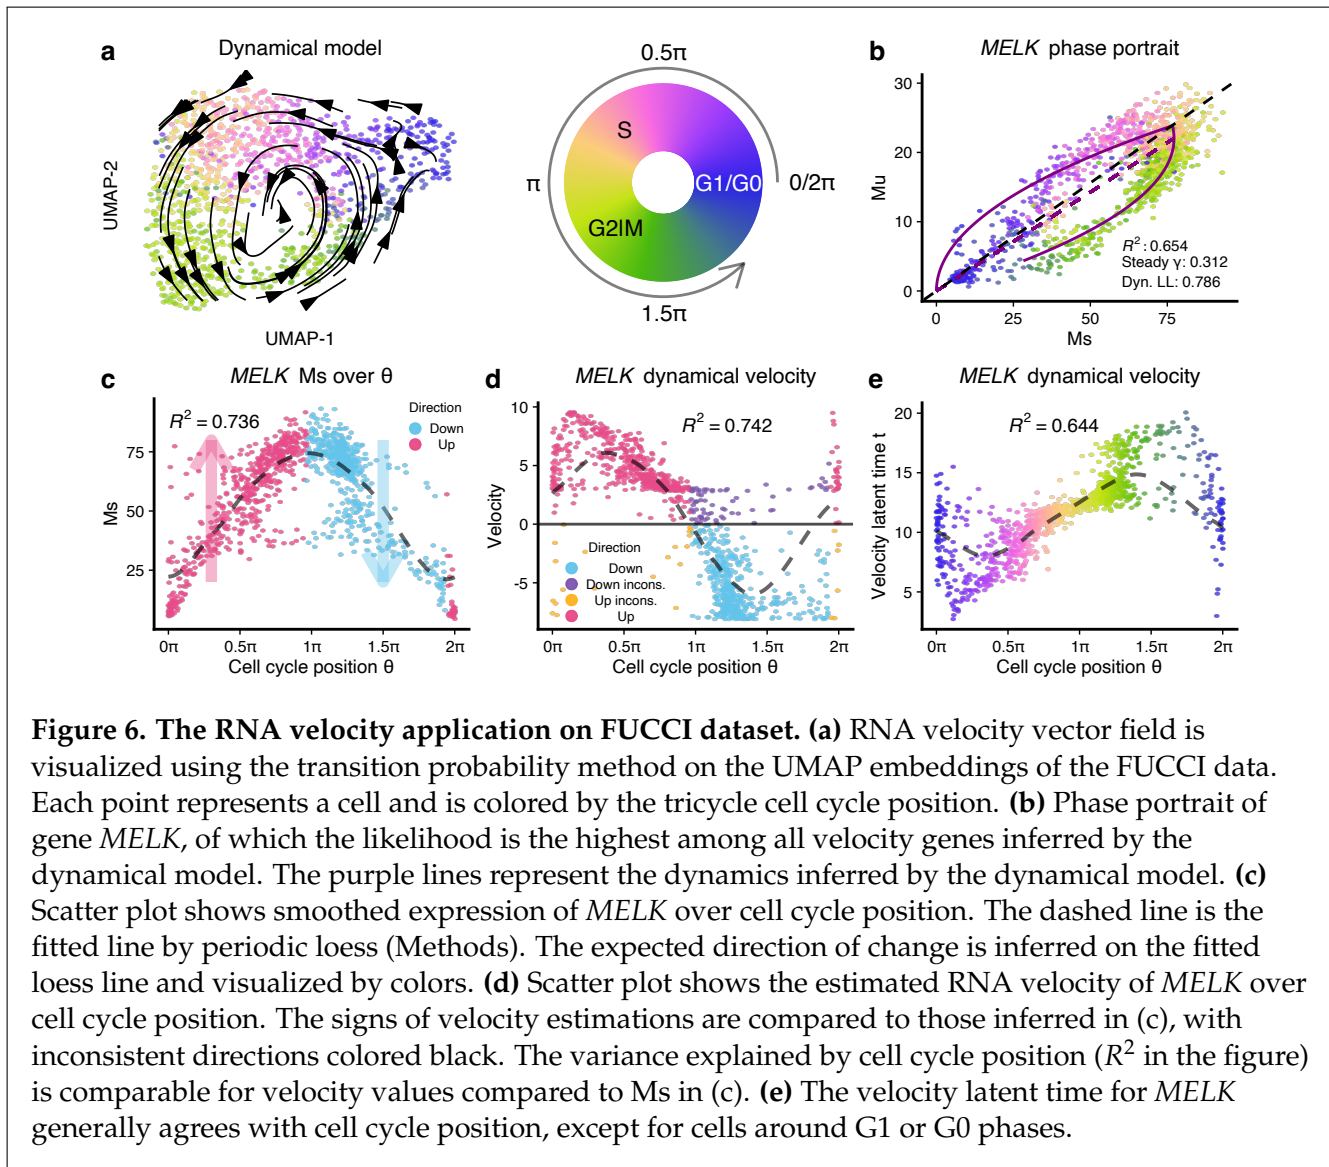 a
Dynamical model
UMAP-2
UMAP-1
0.5π
S
π
G1/G0
0/2π
G2IM
1.5π
b
MELK phase portrait
Mu
30
20
10
0
R²: 0.654
Steady γ: 0.312
Dyn. LL: 0.786
0 25 50 75
Ms
c
MELK Ms over θ
R² = 0.736
Direction
Down
Up
Ms
75
50
25
0π 0.5π 1π 1.5π 2π
Cell cycle position θ
d
MELK dynamical velocity
R² = 0.742
Velocity
10
5
0
-5
Direction
Down
Down incons.
Up incons.
Up
0π 0.5π 1π 1.5π 2π
Cell cycle position θ
e
MELK dynamical velocity
R² = 0.644
Velocity latent time t
20
15
10
5
0π 0.5π 1π 1.5π 2π
Cell cycle position θ
Figure 6. The RNA velocity application on FUCCI dataset. (a) RNA velocity vector field is
visualized using the transition probability method on the UMAP embeddings of the FUCCI data.
Each point represents a cell and is colored by the tricycle cell cycle position. (b) Phase portrait of
gene MELK, of which the likelihood is the highest among all velocity genes inferred by the
dynamical model. The purple lines represent the dynamics inferred by the dynamical model. (c)
Scatter plot shows smoothed expression of MELK over cell cycle position. The dashed line is the
fitted line by periodic loess (Methods). The expected direction of change is inferred on the fitted
loess line and visualized by colors. (d) Scatter plot shows the estimated RNA velocity of MELK over
cell cycle position. The signs of velocity estimations are compared to those inferred in (c), with
inconsistent directions colored black. The variance explained by cell cycle position (R² in the figure)
is comparable for velocity values compared to Ms in (c). (e) The velocity latent time for MELK
generally agrees with cell cycle position, except for cells around G1 or G0 phases.